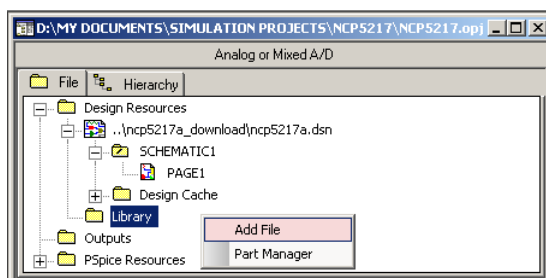 D:\MY DOCUMENTS\SIMULATION PROJECTS\NCP5217\NCP5217.opj
Analog or Mixed A/D
File Hierarchy
Design Resources
..\ncp5217a_download\ncp5217a.dsn
SCHEMATIC1
PAGE1
Design Cache
Library
Add File
Outputs
Part Manager
PSpice Resources